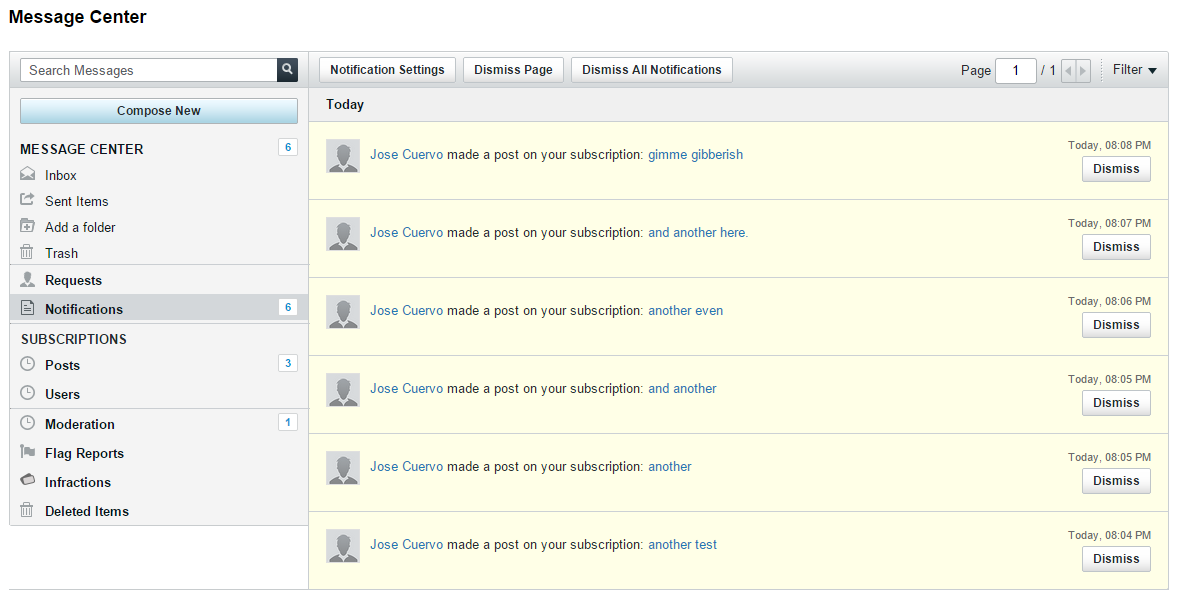 Message Center
Search Messages
Notification Settings Dismiss Page Dismiss All Notifications Page 1 / 1 Filter
Compose New
MESSAGE CENTER 6
Inbox
Sent Items
Add a folder
Trash
Requests
Notifications 6
SUBSCRIPTIONS
Posts 3
Users
Moderation 1
Flag Reports
Infractions
Deleted Items
Today
Jose Cuervo made a post on your subscription: gimme gibberish
Today, 08:08 PM
Dismiss
Jose Cuervo made a post on your subscription: and another here.
Today, 08:07 PM
Dismiss
Jose Cuervo made a post on your subscription: another even
Today, 08:06 PM
Dismiss
Jose Cuervo made a post on your subscription: and another
Today, 08:05 PM
Dismiss
Jose Cuervo made a post on your subscription: another
Today, 08:05 PM
Dismiss
Jose Cuervo made a post on your subscription: another test
Today, 08:04 PM
Dismiss